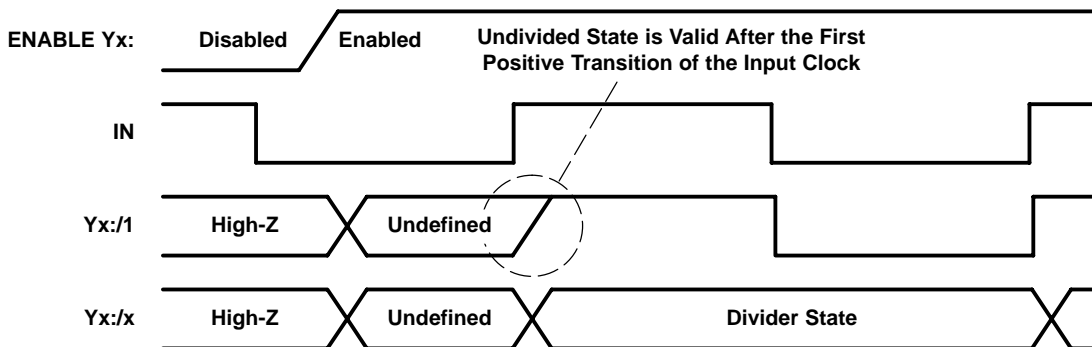 ENABLE Yx: Disabled Enabled
Undivided State is Valid After the First
Positive Transition of the Input Clock
IN
Yx:/1 High-Z Undefined
Yx:/x High-Z Undefined Divider State